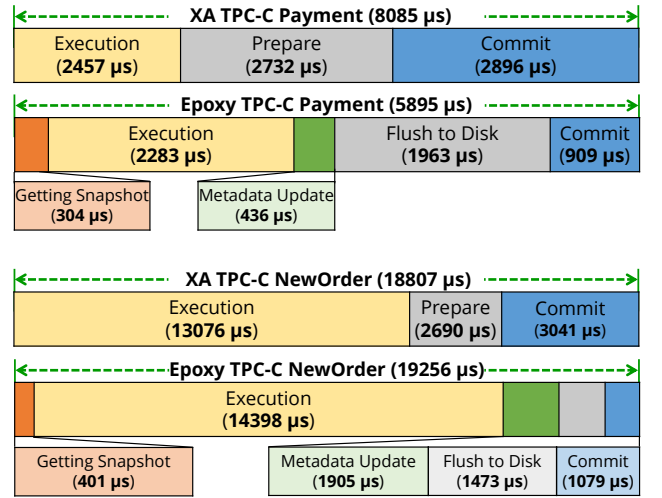 XA TPC-C Payment (8085 µs)
Execution
(2457 µs)
Prepare
(2732 µs)
Commit
(2896 µs)
Epoxy TPC-C Payment (5895 µs)
Execution
(2283 µs)
Flush to Disk
(1963 µs)
Commit
(909 µs)
Getting Snapshot
(304 µs)
Metadata Update
(436 µs)
XA TPC-C NewOrder (18807 µs)
Execution
(13076 µs)
Prepare
(2690 µs)
Commit
(3041 µs)
Epoxy TPC-C NewOrder (19256 µs)
Execution
(14398 µs)
Getting Snapshot
(401 µs)
Metadata Update
(1905 µs)
Flush to Disk
(1473 µs)
Commit
(1079 µs)